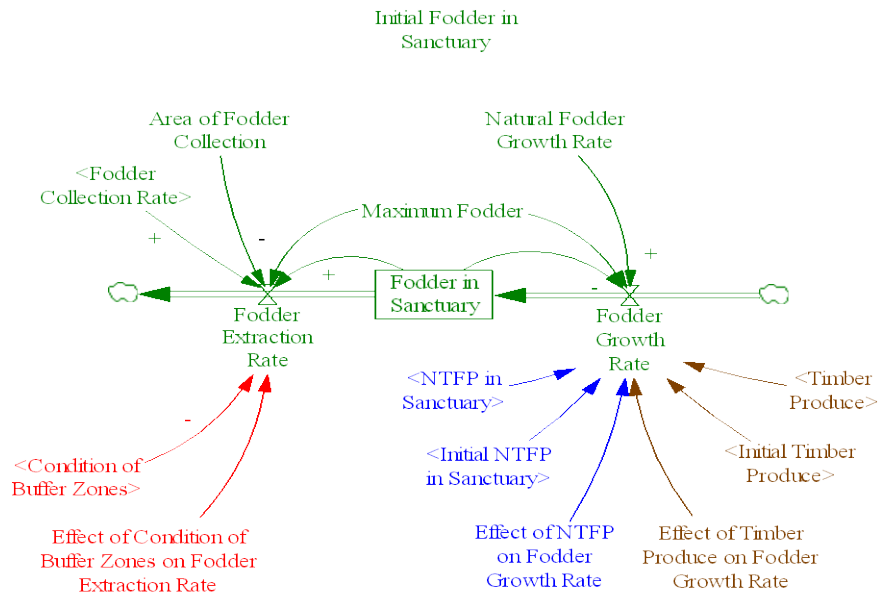 Initial Fodder in
Sanctuary
Area of Fodder
Collection
Natural Fodder
Growth Rate
<Fodder
Collection Rate>
Maximum Fodder
+
-
+
+
-
Fodder in
Sanctuary
Fodder
Extraction
Rate
Fodder
Growth
Rate
<NTFP in
Sanctuary>
<Timber
Produce>
-
<Condition of
Buffer Zones>
<Initial NTFP
in Sanctuary>
<Initial Timber
Produce>
Effect of Condition of
Buffer Zones on Fodder
Extraction Rate
Effect of NTFP
on Fodder
Growth Rate
Effect of Timber
Produce on Fodder
Growth Rate